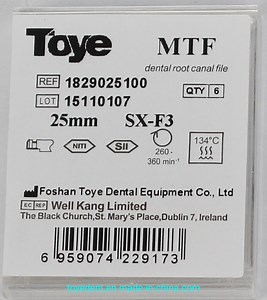 Toye MTF
dental root canal file
REF 1829025100
LOT 15110107
QTY 6
25mm SX-F3
NiTi SII 260-
360 min⁻¹ 134°C
Foshan Toye Dental Equipment Co., Ltd
EC REP Well Kang Limited
The Black Church,St. Mary's Place,Dublin 7, Ireland
6 959074 229173